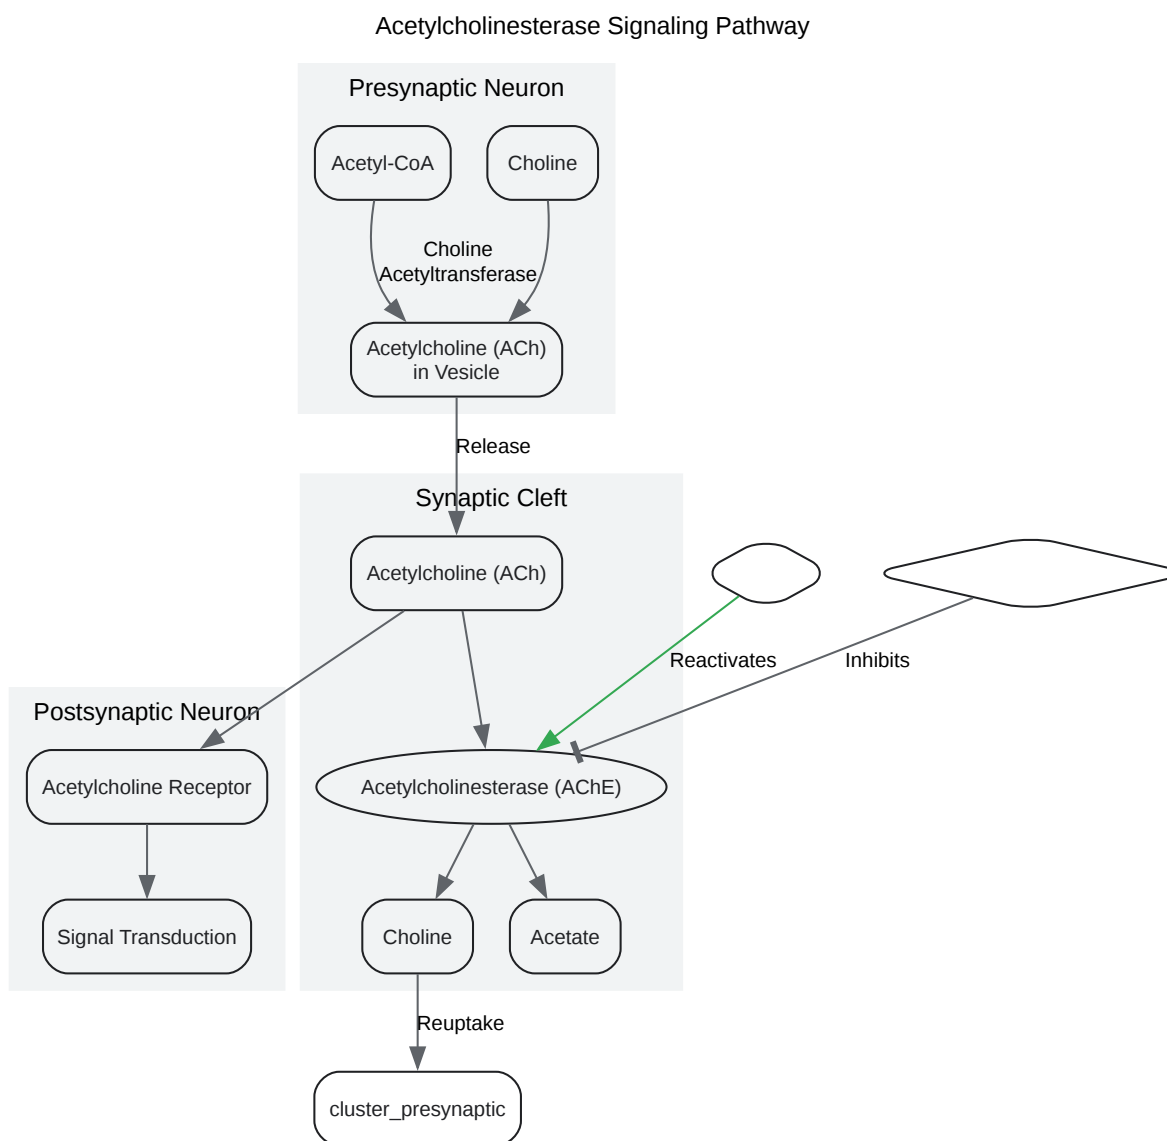 Acetylcholinesterase Signaling Pathway
Presynaptic Neuron
Acetyl-CoA
Choline
Choline
Acetyltransferase
Acetylcholine (ACh)
in Vesicle
Release
Synaptic Cleft
Acetylcholine (ACh)
Reactivates
Inhibits
Postsynaptic Neuron
Acetylcholine Receptor
Acetylcholinesterase (AChE)
Signal Transduction
Choline
Acetate
Reuptake
cluster_presynaptic